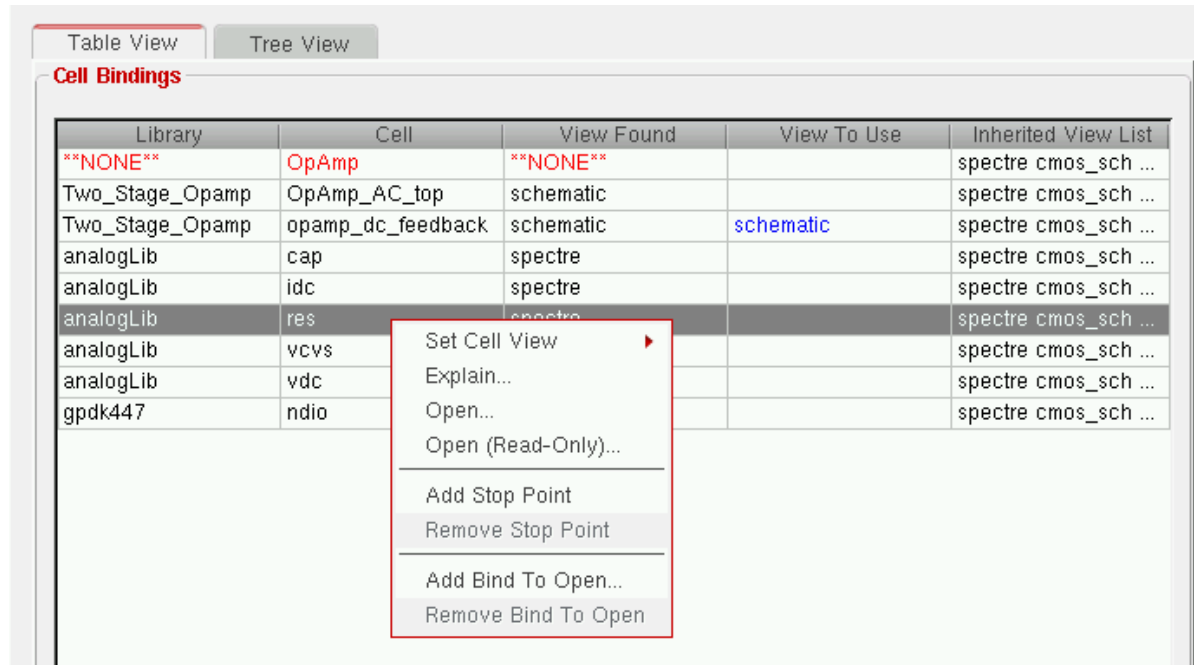 Table View Tree View
Cell Bindings
Library Cell View Found View To Use Inherited View List
**NONE** OpAmp **NONE** spectre cmos_sch ...
Two_Stage_Opamp OpAmp_AC_top schematic spectre cmos_sch ...
Two_Stage_Opamp opamp_dc_feedback schematic schematic spectre cmos_sch ...
analogLib cap spectre spectre cmos_sch ...
analogLib idc spectre spectre cmos_sch ...
analogLib res spectre spectre cmos_sch ...
analogLib vcvs spectre cmos_sch ...
analogLib vdc spectre cmos_sch ...
gpdk447 ndio spectre cmos_sch ...
Set Cell View
Explain...
Open...
Open (Read-Only)...
Add Stop Point
Remove Stop Point
Add Bind To Open...
Remove Bind To Open